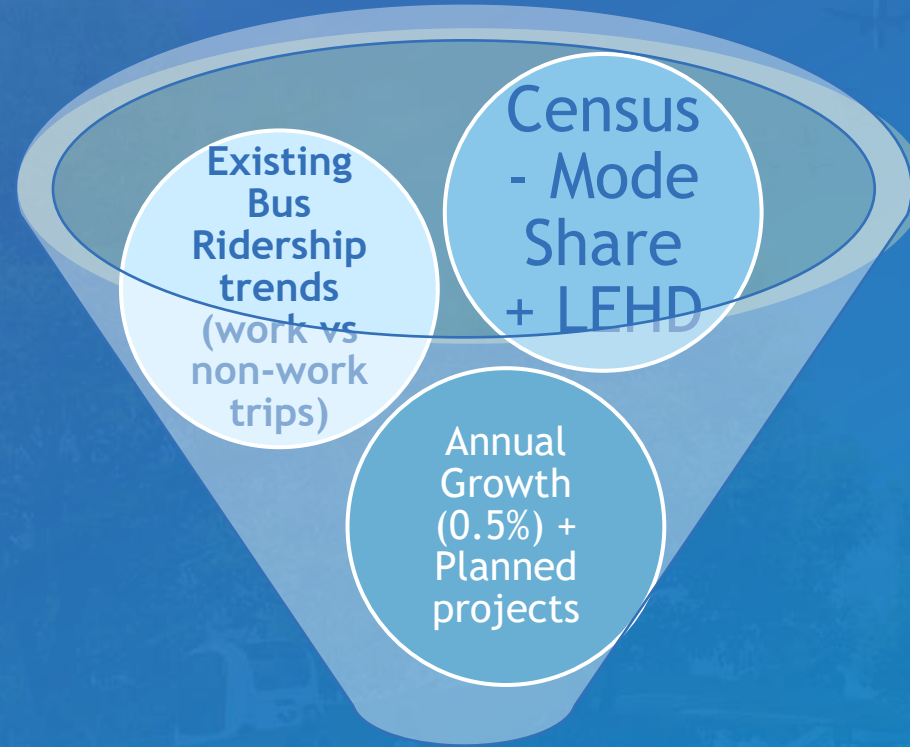 Existing
Bus
Ridership
trends
(work vs
non-work
trips)
Census
- Mode
Share
+ LEHD
Annual
Growth
(0.5%) +
Planned
projects